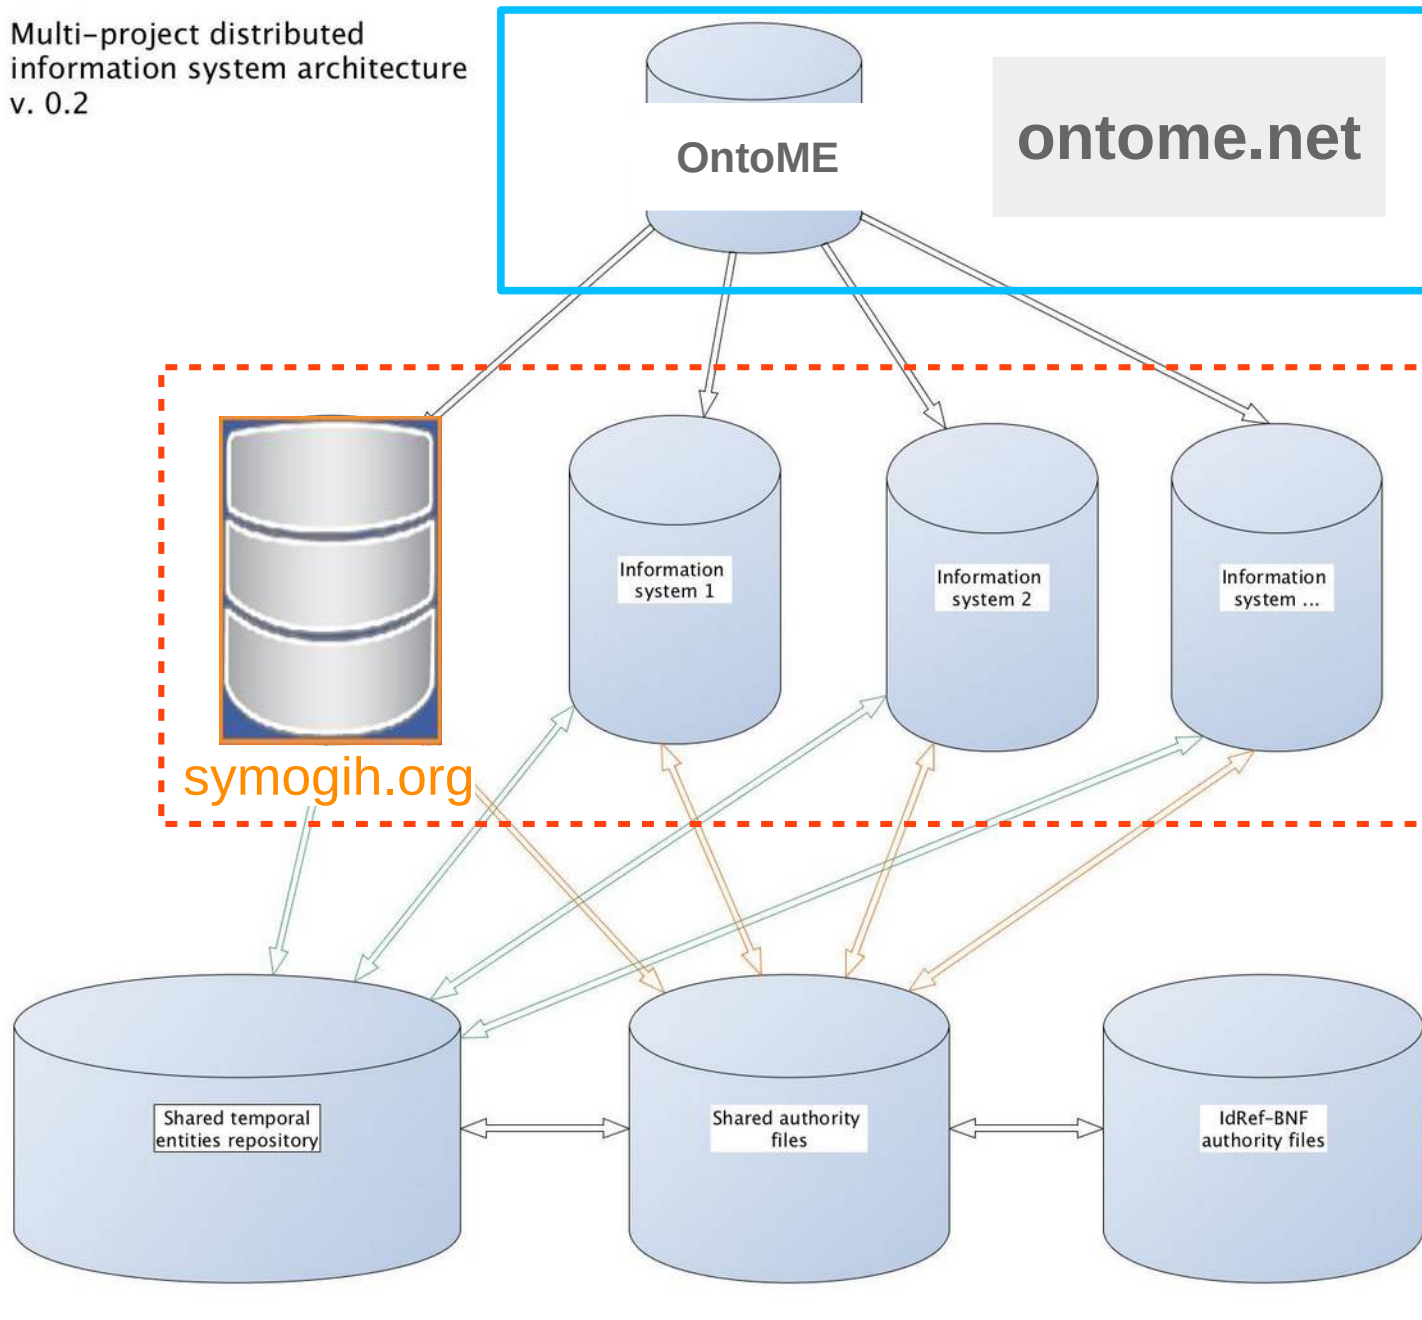 Multi-project distributed
information system architecture
v. 0.2
OntoME
ontome.net
Information
system 1
Information
system 2
Information
system ...
symogih.org
Shared temporal
entities repository
Shared authority
files
IdRef-BNF
authority files